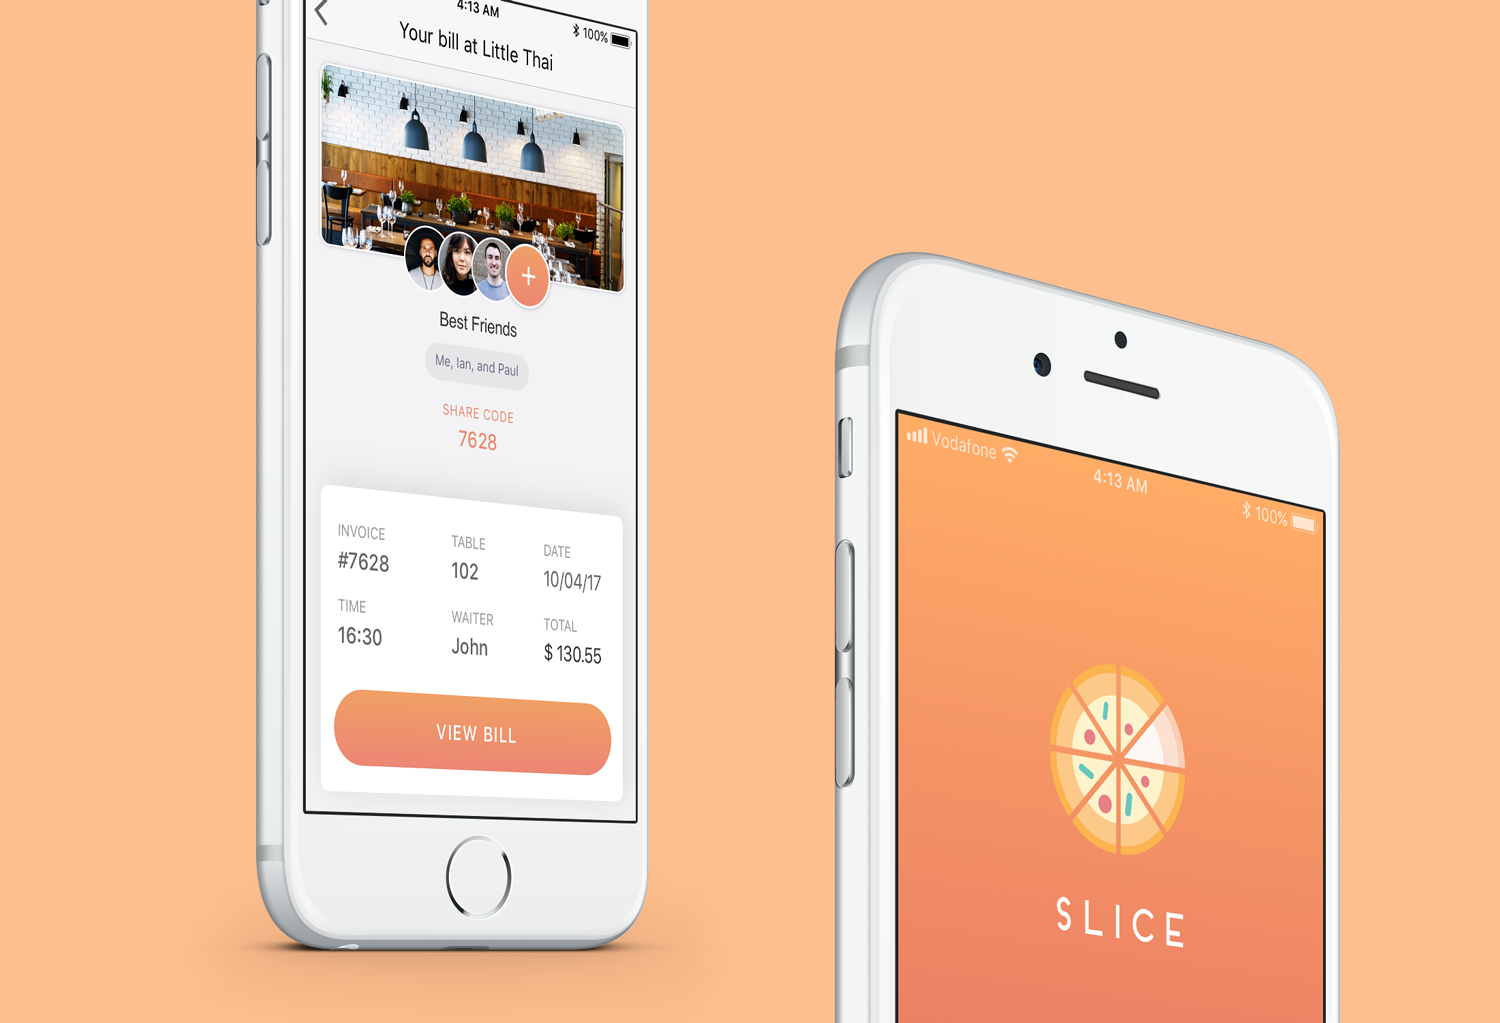 4:13 AM
100%
Your bill at Little Thai
Best Friends
Me, Ian, and Paul
SHARE CODE
7628
INVOICE
#7628
TABLE
102
DATE
10/04/17
TIME
16:30
WAITER
John
TOTAL
$ 130.55
VIEW BILL
Vodafone
4:13 AM
100%
SLICE